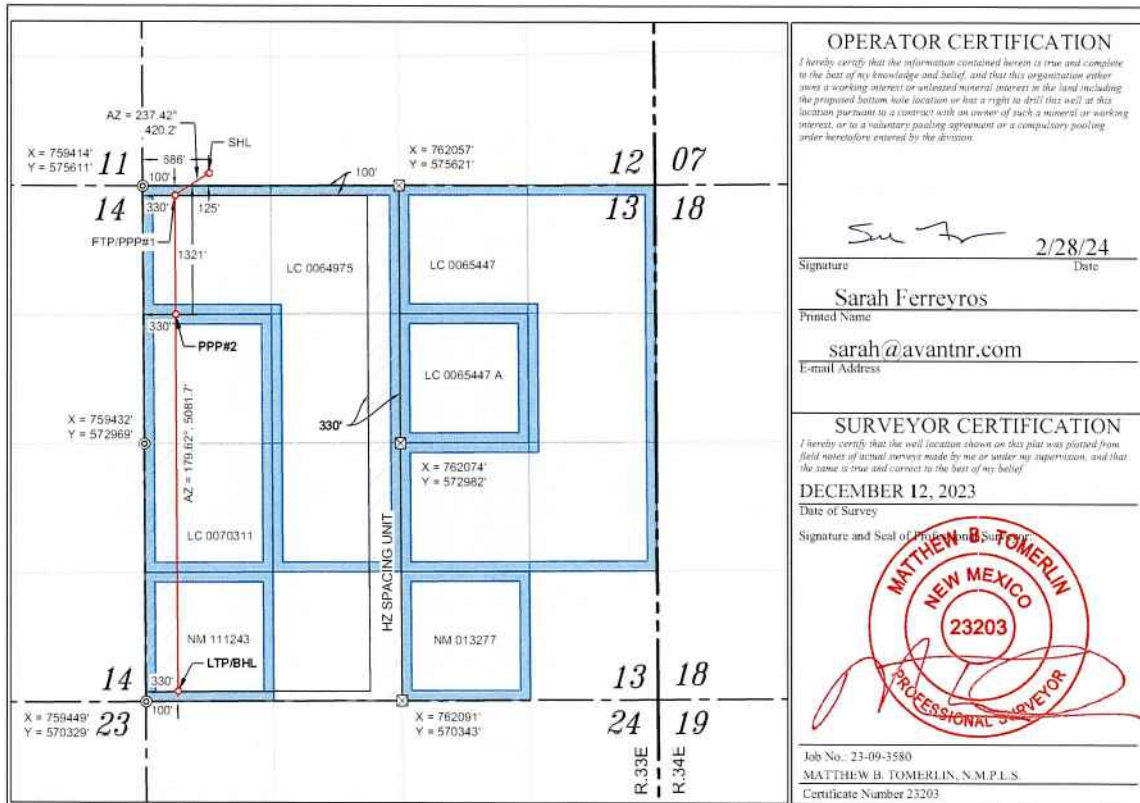 AZ = 237.42°
420.2'
SHL
X = 759414'
Y = 575611'
11
586'
X = 762057'
Y = 575621'
12
07
100'
100'
14
330'
125'
13
18
FTP/PPP#1
1321'
LC 0064975
LC 0065447
330'
PPP#2
LC 0065447 A
X = 759432'
Y = 572969'
330'
AZ = 179.62°, 5081.7'
X = 762074'
Y = 572982'
LC 0070311
HZ SPACING UNIT
NM 111243
NM 013277
LTP/BHL
330'
14
13
18
100'
X = 759449'
Y = 570329'
23
X = 762091'
Y = 570343'
24
19
R.33E
R.34E
OPERATOR CERTIFICATION
I hereby certify that the information contained herein is true and complete
to the best of my knowledge and belief, and that this organization either
owns a working interest or unleased mineral interest in the land including
the proposed bottom hole location or has a right to drill this well at this
location pursuant to a contract with an owner of such a mineral or working
interest, or to a voluntary pooling agreement or a compulsory pooling
order heretofore entered by the division.
2/28/24
Signature Date
Sarah Ferreyros
Printed Name
sarah@avantnr.com
E-mail Address
SURVEYOR CERTIFICATION
I hereby certify that the well location shown on this plat was plotted from
field notes of actual surveys made by me or under my supervision, and that
the same is true and correct to the best of my belief.
DECEMBER 12, 2023
Date of Survey
Signature and Seal of Professional Surveyor:
MATTHEW B. TOMERLIN
NEW MEXICO
23203
PROFESSIONAL SURVEYOR
Job No.: 23-09-3580
MATTHEW B. TOMERLIN, N.M.P.L.S.
Certificate Number 23203